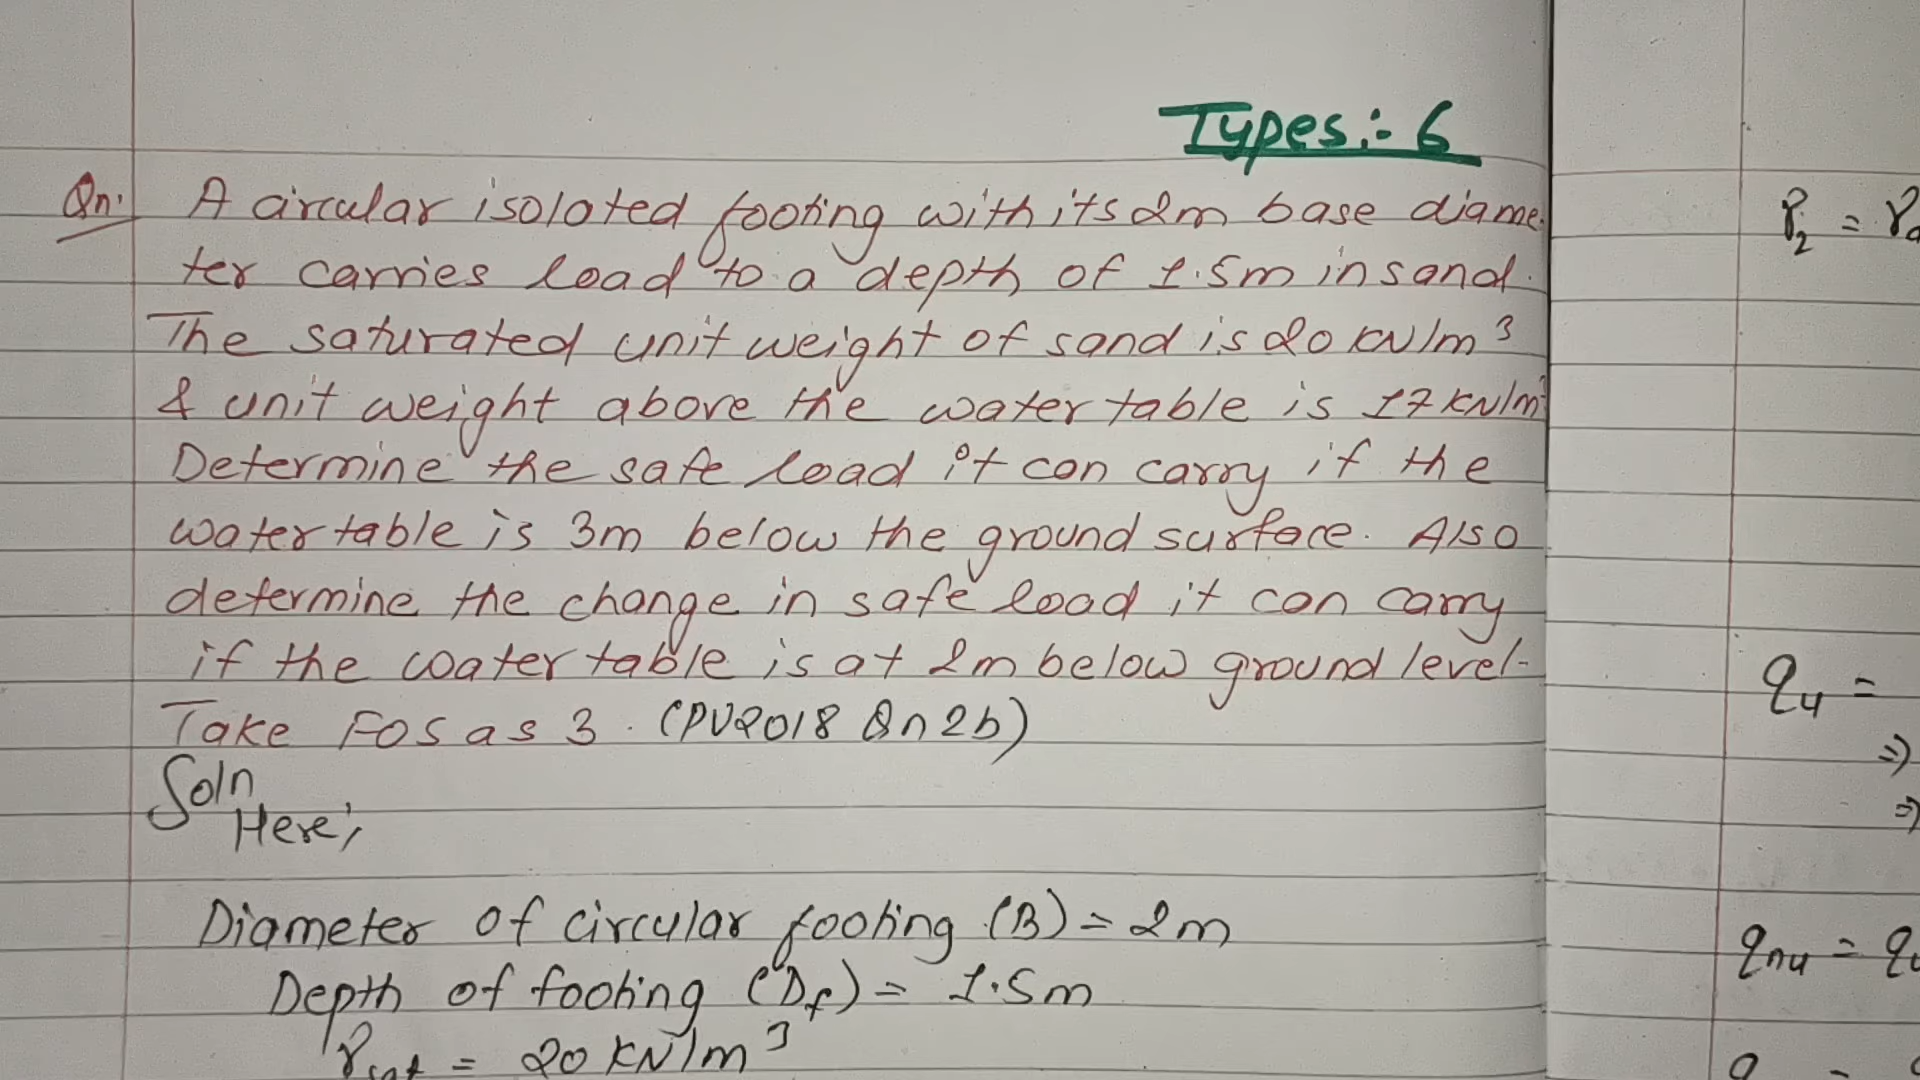 Types:- 6
Qn. A circular isolated footing with its 2m base diame-
ter carries load to a depth of 1.5m in sand.
The saturated unit weight of sand is 20 kN/m³
& unit weight above the water table is 17 kN/m³
Determine the safe load it can carry if the
water table is 3m below the ground surface. Also
determine the change in safe load it can carry
if the water table is at 2m below ground level.
Take FOS as 3. (PU2018 Qn2b)
Soln
Here,
Diameter of circular footing (B) = 2m
Depth of footing (Df) = 1.5m
γsat = 20 kN/m³
γ₂ =
qu =
⇒
⇒
qnu =